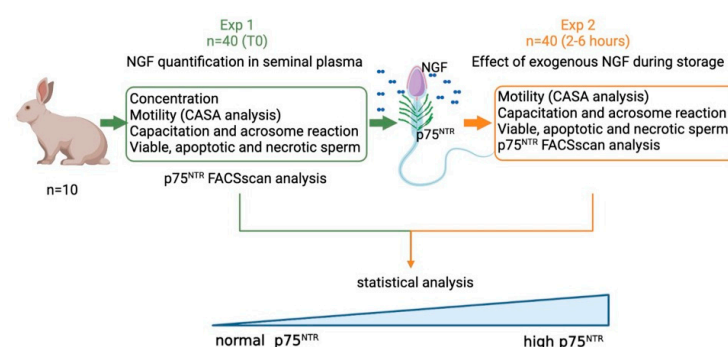 Exp 1
n=40 (T0)
NGF quantification in seminal plasma
Concentration
Motility (CASA analysis)
Capacitation and acrosome reaction
Viable, apoptotic and necrotic sperm
p75NTR FACSscan analysis
n=10
NGF
p75NTR
Exp 2
n=40 (2-6 hours)
Effect of exogenous NGF during storage
Motility (CASA analysis)
Capacitation and acrosome reaction
Viable, apoptotic and necrotic sperm
p75NTR FACSscan analysis
statistical analysis
normal p75NTR
high p75NTR